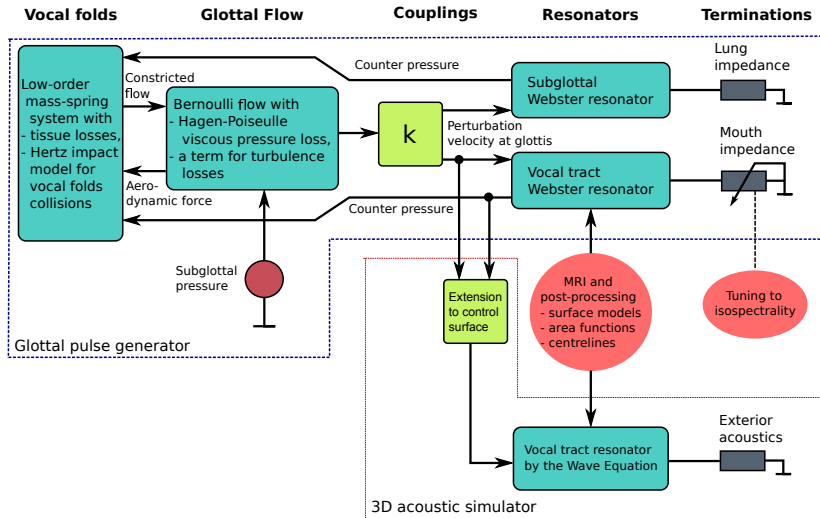 Vocal folds
Glottal Flow
Couplings
Resonators
Terminations
Low-order
mass-spring
system with
- tissue losses,
- Hertz impact
model for
vocal folds
collisions
Constricted
flow
Aero-
dynamic force
Bernoulli flow with
- Hagen-Poiseulle
viscous pressure loss,
- a term for turbulence
losses
Counter pressure
k
Perturbation
velocity at glottis
Counter pressure
Subglottal
Webster resonator
Vocal tract
Webster resonator
Lung
impedance
Mouth
impedance
Subglottal
pressure
Extension
to control
surface
MRI and
post-processing
- surface models
- area functions
- centrelines
Tuning to
isospectrality
Glottal pulse generator
Vocal tract resonator
by the Wave Equation
Exterior
acoustics
3D acoustic simulator